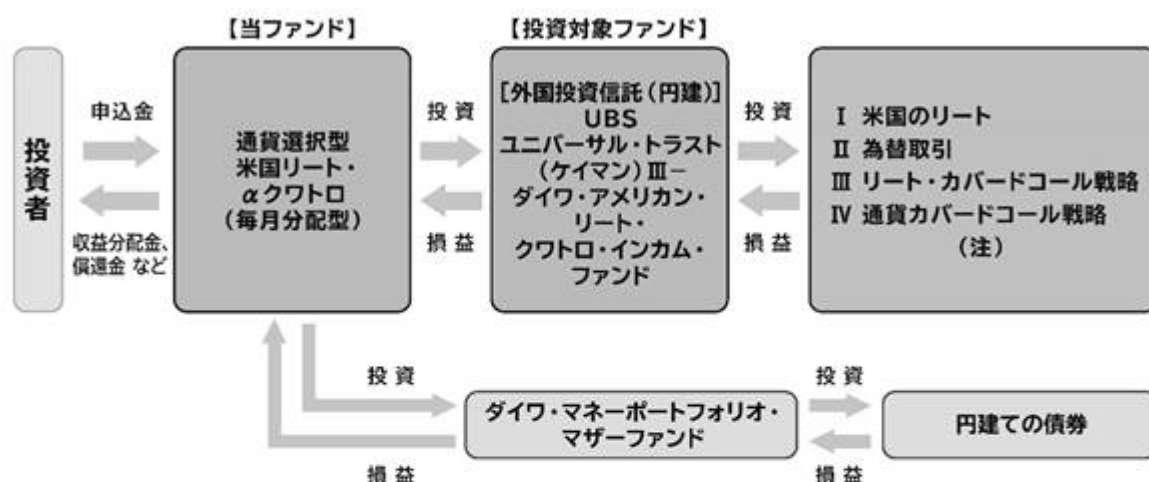 【当ファンド】
【投資対象ファンド】
投資者
申込金
収益分配金、
償還金 など
通貨選択型
米国リート・
αクワトロ
(毎月分配型)
投資
損益
[外国投資信託(円建)]
UBS
ユニバーサル・トラスト
(ケイマン)Ⅲ−
ダイワ・アメリカン・
リート・
クワトロ・インカム・
ファンド
投資
損益
Ⅰ 米国のリート
Ⅱ 為替取引
Ⅲ リート・カバードコール戦略
Ⅳ 通貨カバードコール戦略
(注)
投資
損益
ダイワ・マネーポートフォリオ・
マザーファンド
投資
損益
円建ての債券